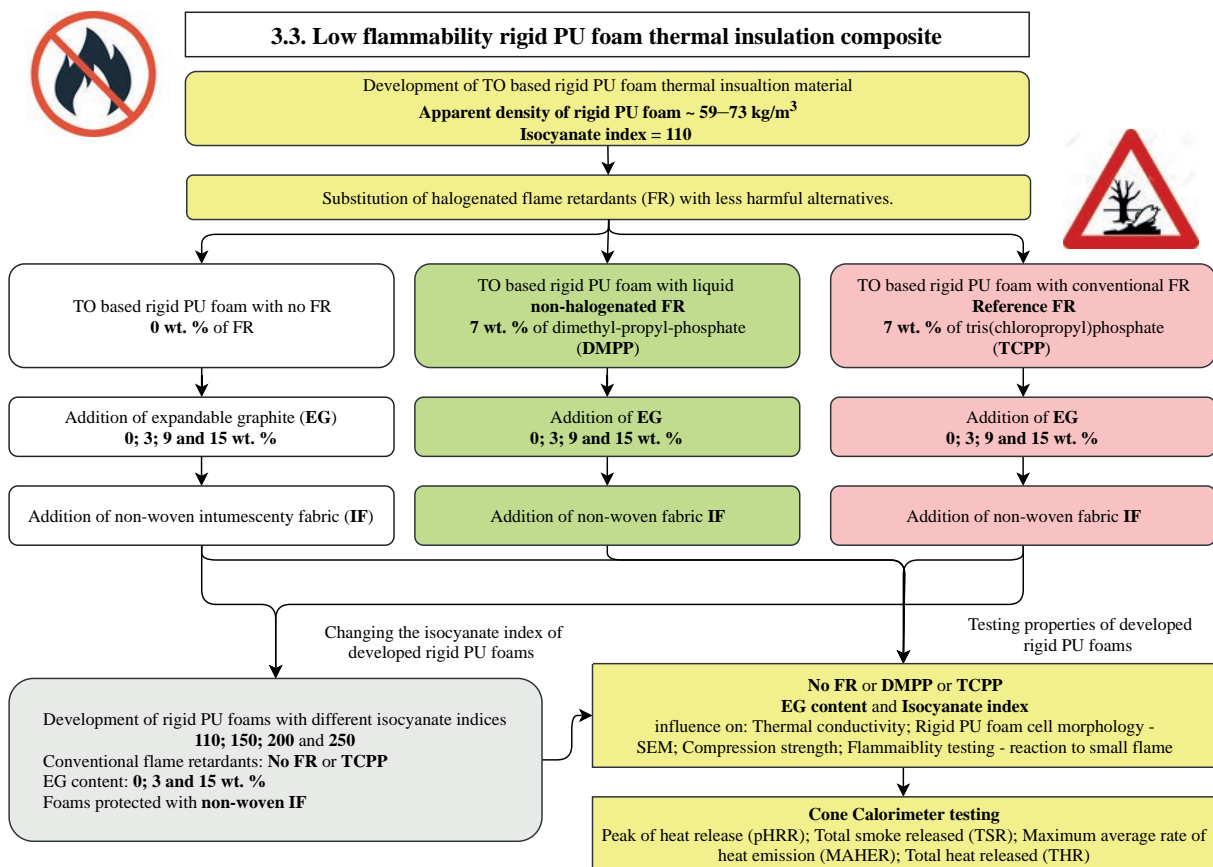 3.3. Low flammability rigid PU foam thermal insulation composite
Development of TO based rigid PU foam thermal insualtion material
Apparent density of rigid PU foam ~ 59–73 kg/m³
Isocyanate index = 110
Substitution of halogenated flame retardants (FR) with less harmful alternatives.
TO based rigid PU foam with no FR
0 wt. % of FR
TO based rigid PU foam with liquid
non-halogenated FR
7 wt. % of dimethyl-propyl-phosphate
(DMPP)
TO based rigid PU foam with conventional FR
Reference FR
7 wt. % of tris(chloropropyl)phosphate
(TCPP)
Addition of expandable graphite (EG)
0; 3; 9 and 15 wt. %
Addition of EG
0; 3; 9 and 15 wt. %
Addition of EG
0; 3; 9 and 15 wt. %
Addition of non-woven intumescenty fabric (IF)
Addition of non-woven fabric IF
Addition of non-woven fabric IF
Changing the isocyanate index of
developed rigid PU foams
Testing properties of developed
rigid PU foams
Development of rigid PU foams with different isocyanate indices
110; 150; 200 and 250
Conventional flame retardants: No FR or TCPP
EG content: 0; 3 and 15 wt. %
Foams protected with non-woven IF
No FR or DMPP or TCPP
EG content and Isocyanate index
influence on: Thermal conductivity; Rigid PU foam cell morphology -
SEM; Compression strength; Flammaiblity testing - reaction to small flame
Cone Calorimeter testing
Peak of heat release (pHRR); Total smoke released (TSR); Maximum average rate of
heat emission (MAHER); Total heat released (THR)